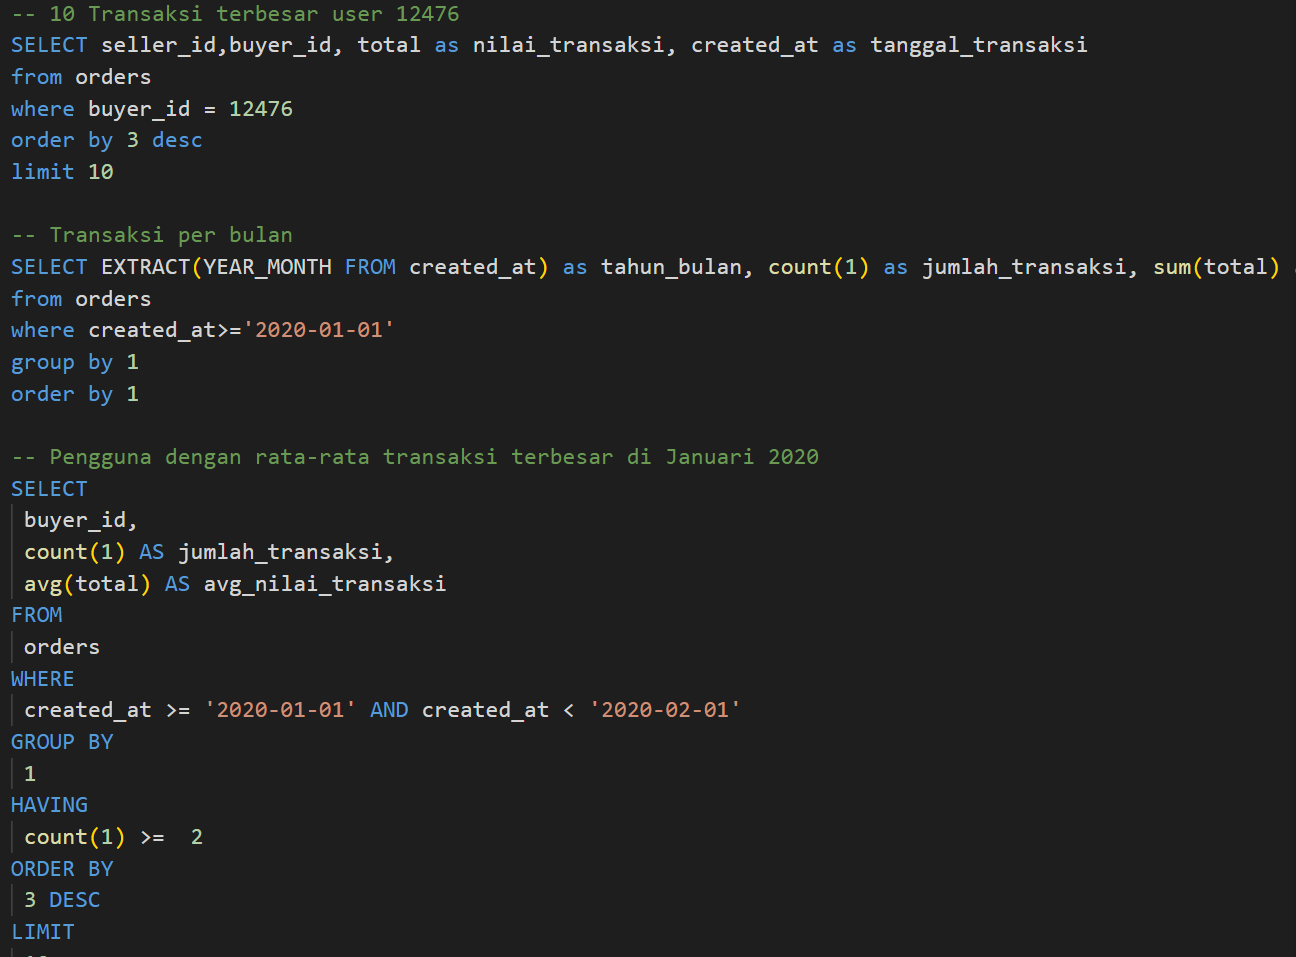 -- 10 Transaksi terbesar user 12476
SELECT seller_id,buyer_id, total as nilai_transaksi, created_at as tanggal_transaksi
from orders
where buyer_id = 12476
order by 3 desc
limit 10
-- Transaksi per bulan
SELECT EXTRACT(YEAR_MONTH FROM created_at) as tahun_bulan, count(1) as jumlah_transaksi, sum(total)
from orders
where created_at>='2020-01-01'
group by 1
order by 1
-- Pengguna dengan rata-rata transaksi terbesar di Januari 2020
SELECT
buyer_id,
count(1) AS jumlah_transaksi,
avg(total) AS avg_nilai_transaksi
FROM
orders
WHERE
created_at >= '2020-01-01' AND created_at < '2020-02-01'
GROUP BY
1
HAVING
count(1) >=  2
ORDER BY
3 DESC
LIMIT